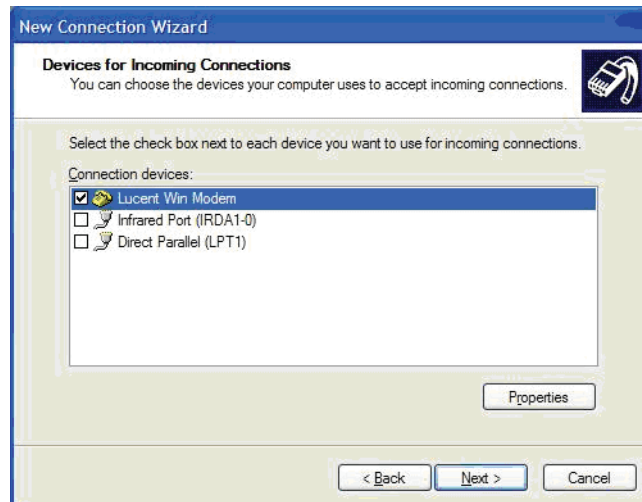 New Connection Wizard
Devices for Incoming Connections
You can choose the devices your computer uses to accept incoming connections.
Select the check box next to each device you want to use for incoming connections.
Connection devices:
Lucent Win Modem
Infrared Port (IRDA1-0)
Direct Parallel (LPT1)
Properties
< Back
Next >
Cancel